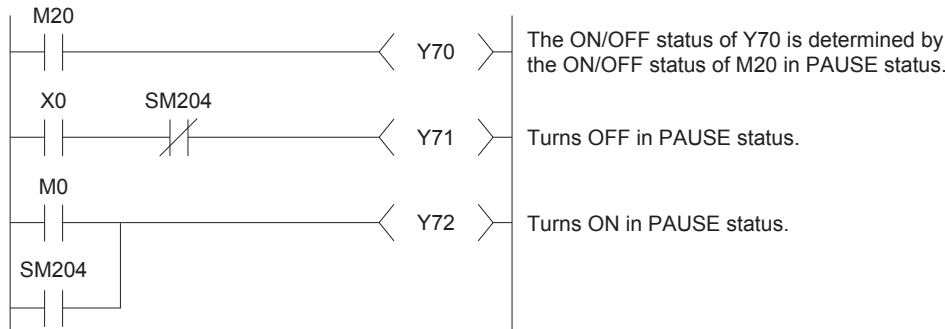 M20
Y70
The ON/OFF status of Y70 is determined by
the ON/OFF status of M20 in PAUSE status.
X0 SM204
Y71
Turns OFF in PAUSE status.
M0
Y72
Turns ON in PAUSE status.
SM204